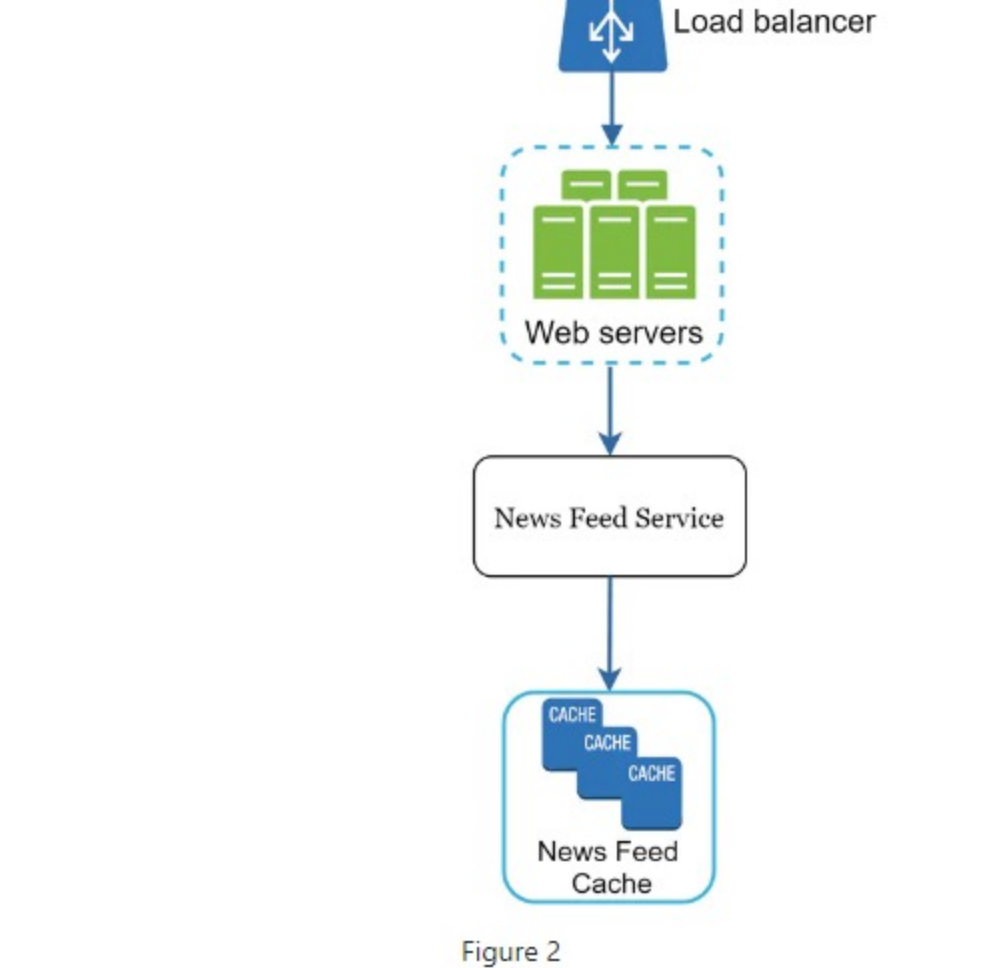 Load balancer
Web servers
News Feed Service
CACHE
CACHE
CACHE
News Feed
Cache
Figure 2